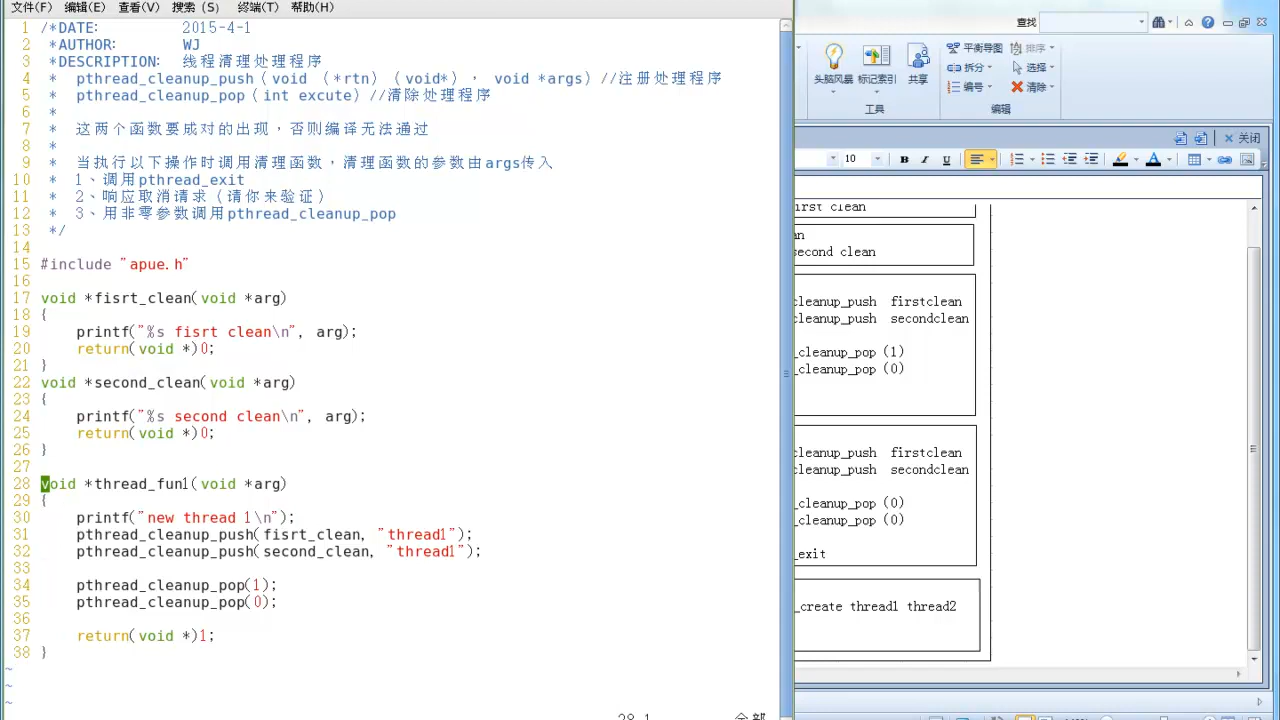 文件(F) 编辑(E) 查看(V) 搜索 (S) 终端(T) 帮助(H)
1 /*DATE: 2015-4-1
2 *AUTHOR: WJ
3 *DESCRIPTION: 线程清理处理程序
4 * pthread_cleanup_push（void （*rtn）（void*）， void *args）//注册处理程序
5 * pthread_cleanup_pop（int excute）//清除处理程序
6 *
7 * 这两个函数要成对的出现，否则编译无法通过
8 *
9 * 当执行以下操作时调用清理函数，清理函数的参数由args传入
10 * 1、调用pthread_exit
11 * 2、响应取消请求（请你来验证）
12 * 3、用非零参数调用pthread_cleanup_pop
13 */
14
15 #include "apue.h"
16
17 void *fisrt_clean(void *arg)
18 {
19 printf("%s fisrt clean\n", arg);
20 return(void *)0;
21 }
22 void *second_clean(void *arg)
23 {
24 printf("%s second clean\n", arg);
25 return(void *)0;
26 }
27
28 void *thread_fun1(void *arg)
29 {
30 printf("new thread 1\n");
31 pthread_cleanup_push(fisrt_clean, "thread1");
32 pthread_cleanup_push(second_clean, "thread1");
33
34 pthread_cleanup_pop(1);
35 pthread_cleanup_pop(0);
36
37 return(void *)1;
38 }
~
~
~
28,1 全部
查找
头脑风暴 标记索引 共享
平衡导图 排序
拆分 选择
编号 清除
工具 编辑
关闭
10 B I U A
irst clean
an
second clean
cleanup_push firstclean
cleanup_push secondclean
_cleanup_pop (1)
_cleanup_pop (0)
cleanup_push firstclean
cleanup_push secondclean
_cleanup_pop (0)
_cleanup_pop (0)
_exit
_create thread1 thread2